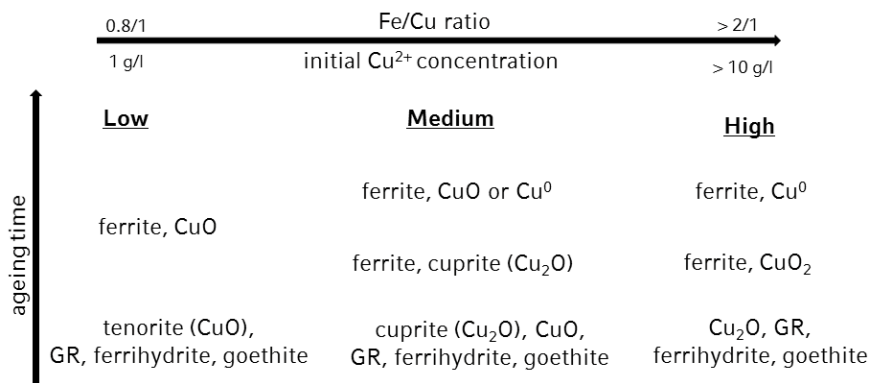 0.8/1 Fe/Cu ratio > 2/1
1 g/l initial Cu²⁺ concentration > 10 g/l
Low Medium High
ageing time
ferrite, CuO or Cu⁰ ferrite, Cu⁰
ferrite, CuO
ferrite, cuprite (Cu₂O) ferrite, CuO₂
tenorite (CuO), cuprite (Cu₂O), CuO, Cu₂O, GR,
GR, ferrihydrite, goethite GR, ferrihydrite, goethite ferrihydrite, goethite